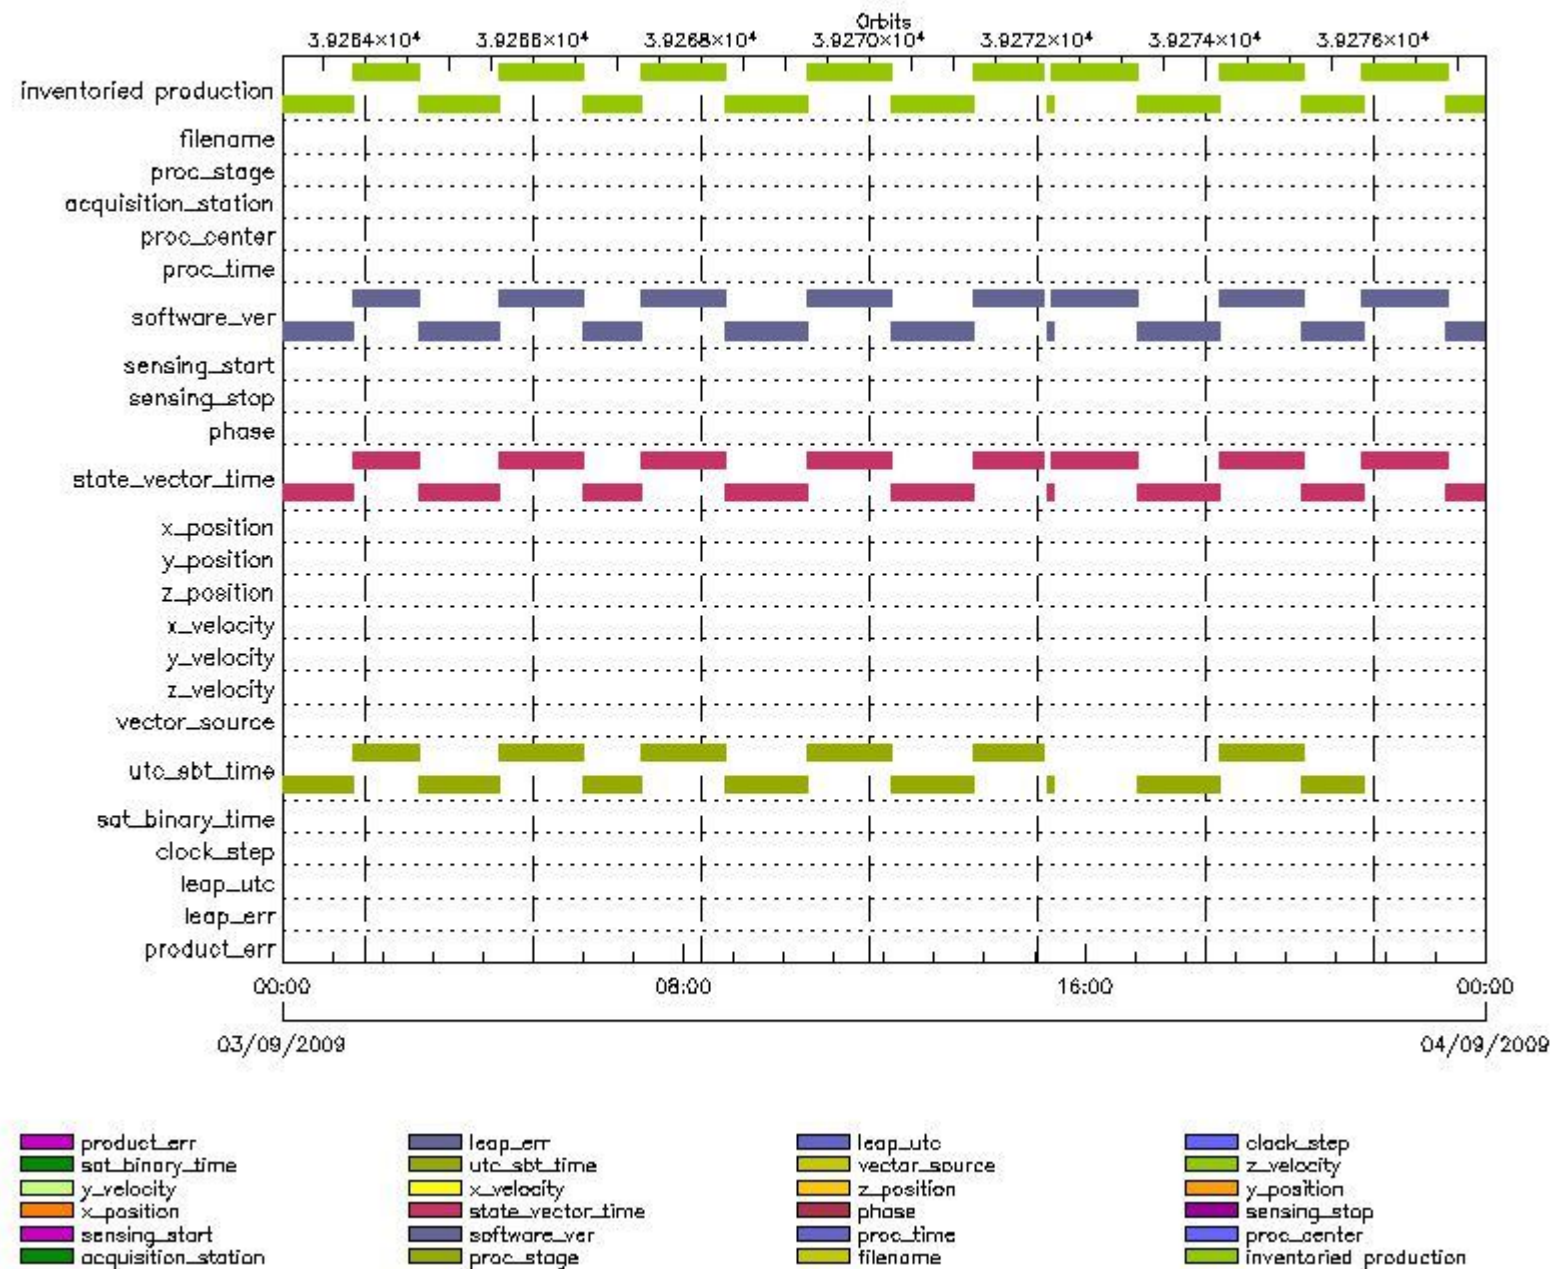 Orbits
3.9264×10⁴ 3.9266×10⁴ 3.9268×10⁴ 3.9270×10⁴ 3.9272×10⁴ 3.9274×10⁴ 3.9276×10⁴
inventoried production
filename
proc_stage
acquisition_station
proc_center
proc_time
software_ver
sensing_start
sensing_stop
phase
state_vector_time
x_position
y_position
z_position
x_velocity
y_velocity
z_velocity
vector_source
utc_sbt_time
sat_binary_time
clock_step
leap_utc
leap_err
product_err
00:00 08:00 16:00 00:00
03/09/2009 04/09/2009
product_err leap_err leap_utc clock_step
sat_binary_time utc_sbt_time vector_source z_velocity
y_velocity x_velocity z_position y_position
x_position state_vector_time phase sensing_stop
sensing_start software_ver proc_time proc_center
acquisition_station proc_stage filename inventoried production